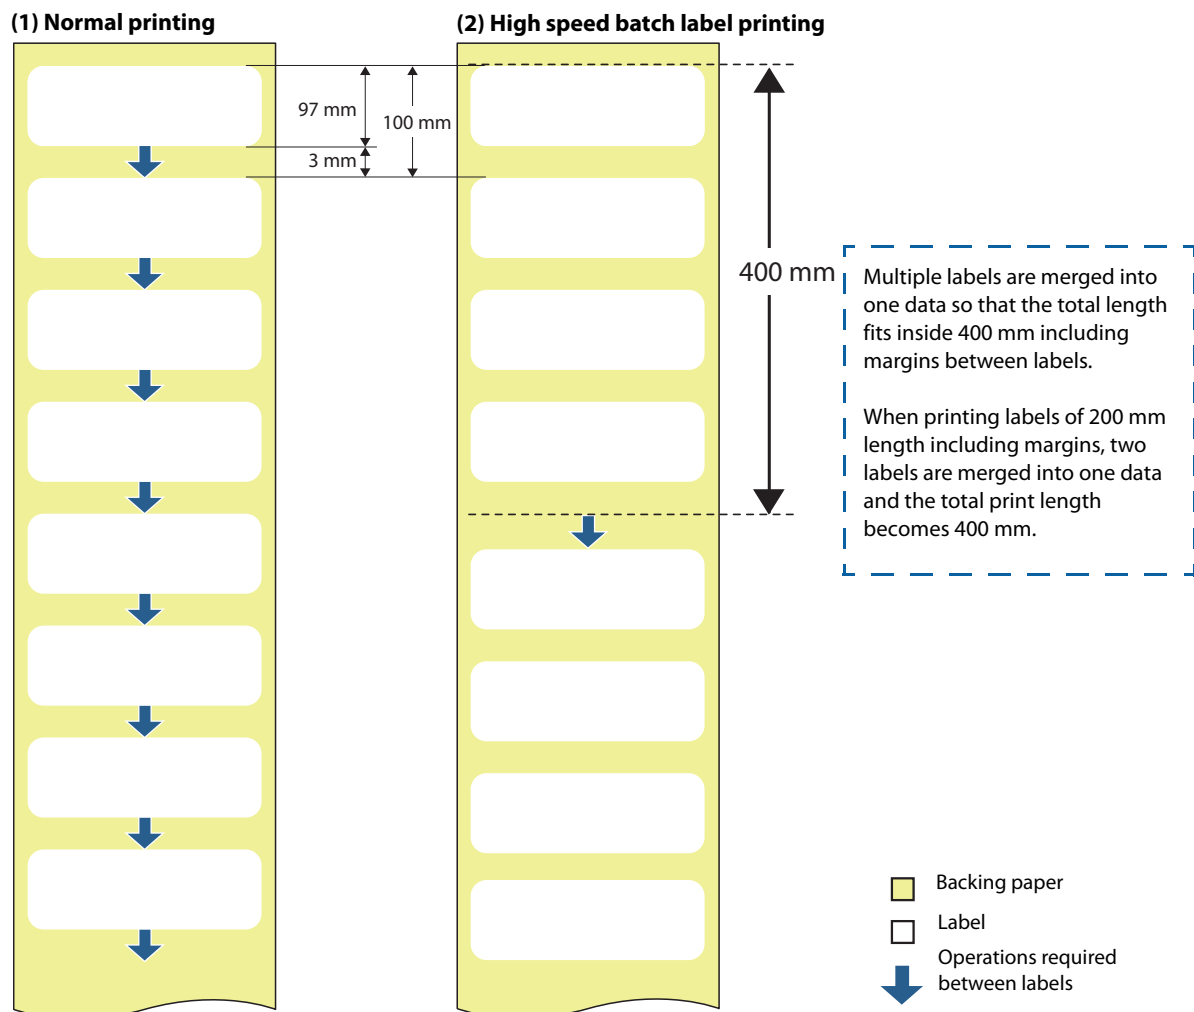 (1) Normal printing
(2) High speed batch label printing
97 mm
100 mm
3 mm
400 mm
Multiple labels are merged into
one data so that the total length
fits inside 400 mm including
margins between labels.
When printing labels of 200 mm
length including margins, two
labels are merged into one data
and the total print length
becomes 400 mm.
Backing paper
Label
Operations required
between labels